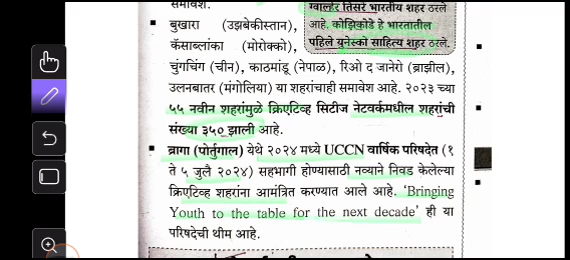 समावेश.
ग्वाल्हेर तिसरे भारतीय शहर ठरले
▪ बुखारा (उझबेकीस्तान),
आहे. कोझिकोडे हे भारतातील
कॅसाब्लांका (मोरोक्को),
पहिले युनेस्को साहित्य शहर ठरले.
चुंगचिंग (चीन), काठमांडू (नेपाळ), रिओ द जानेरो (ब्राझील),
उलनबातर (मंगोलिया) या शहरांचाही समावेश आहे. २०२३ च्या
५५ नवीन शहरांमुळे क्रिएटिव्ह सिटीज नेटवर्कमधील शहरांची
संख्या ३५० झाली आहे.
▪ ब्रागा (पोर्तुगाल) येथे २०२४ मध्ये UCCN वार्षिक परिषदेत (१
ते ५ जुलै २०२४) सहभागी होण्यासाठी नव्याने निवड केलेल्या
क्रिएटिव्ह शहरांना आमंत्रित करण्यात आले आहे. 'Bringing
Youth to the table for the next decade' ही या
परिषदेची थीम आहे.